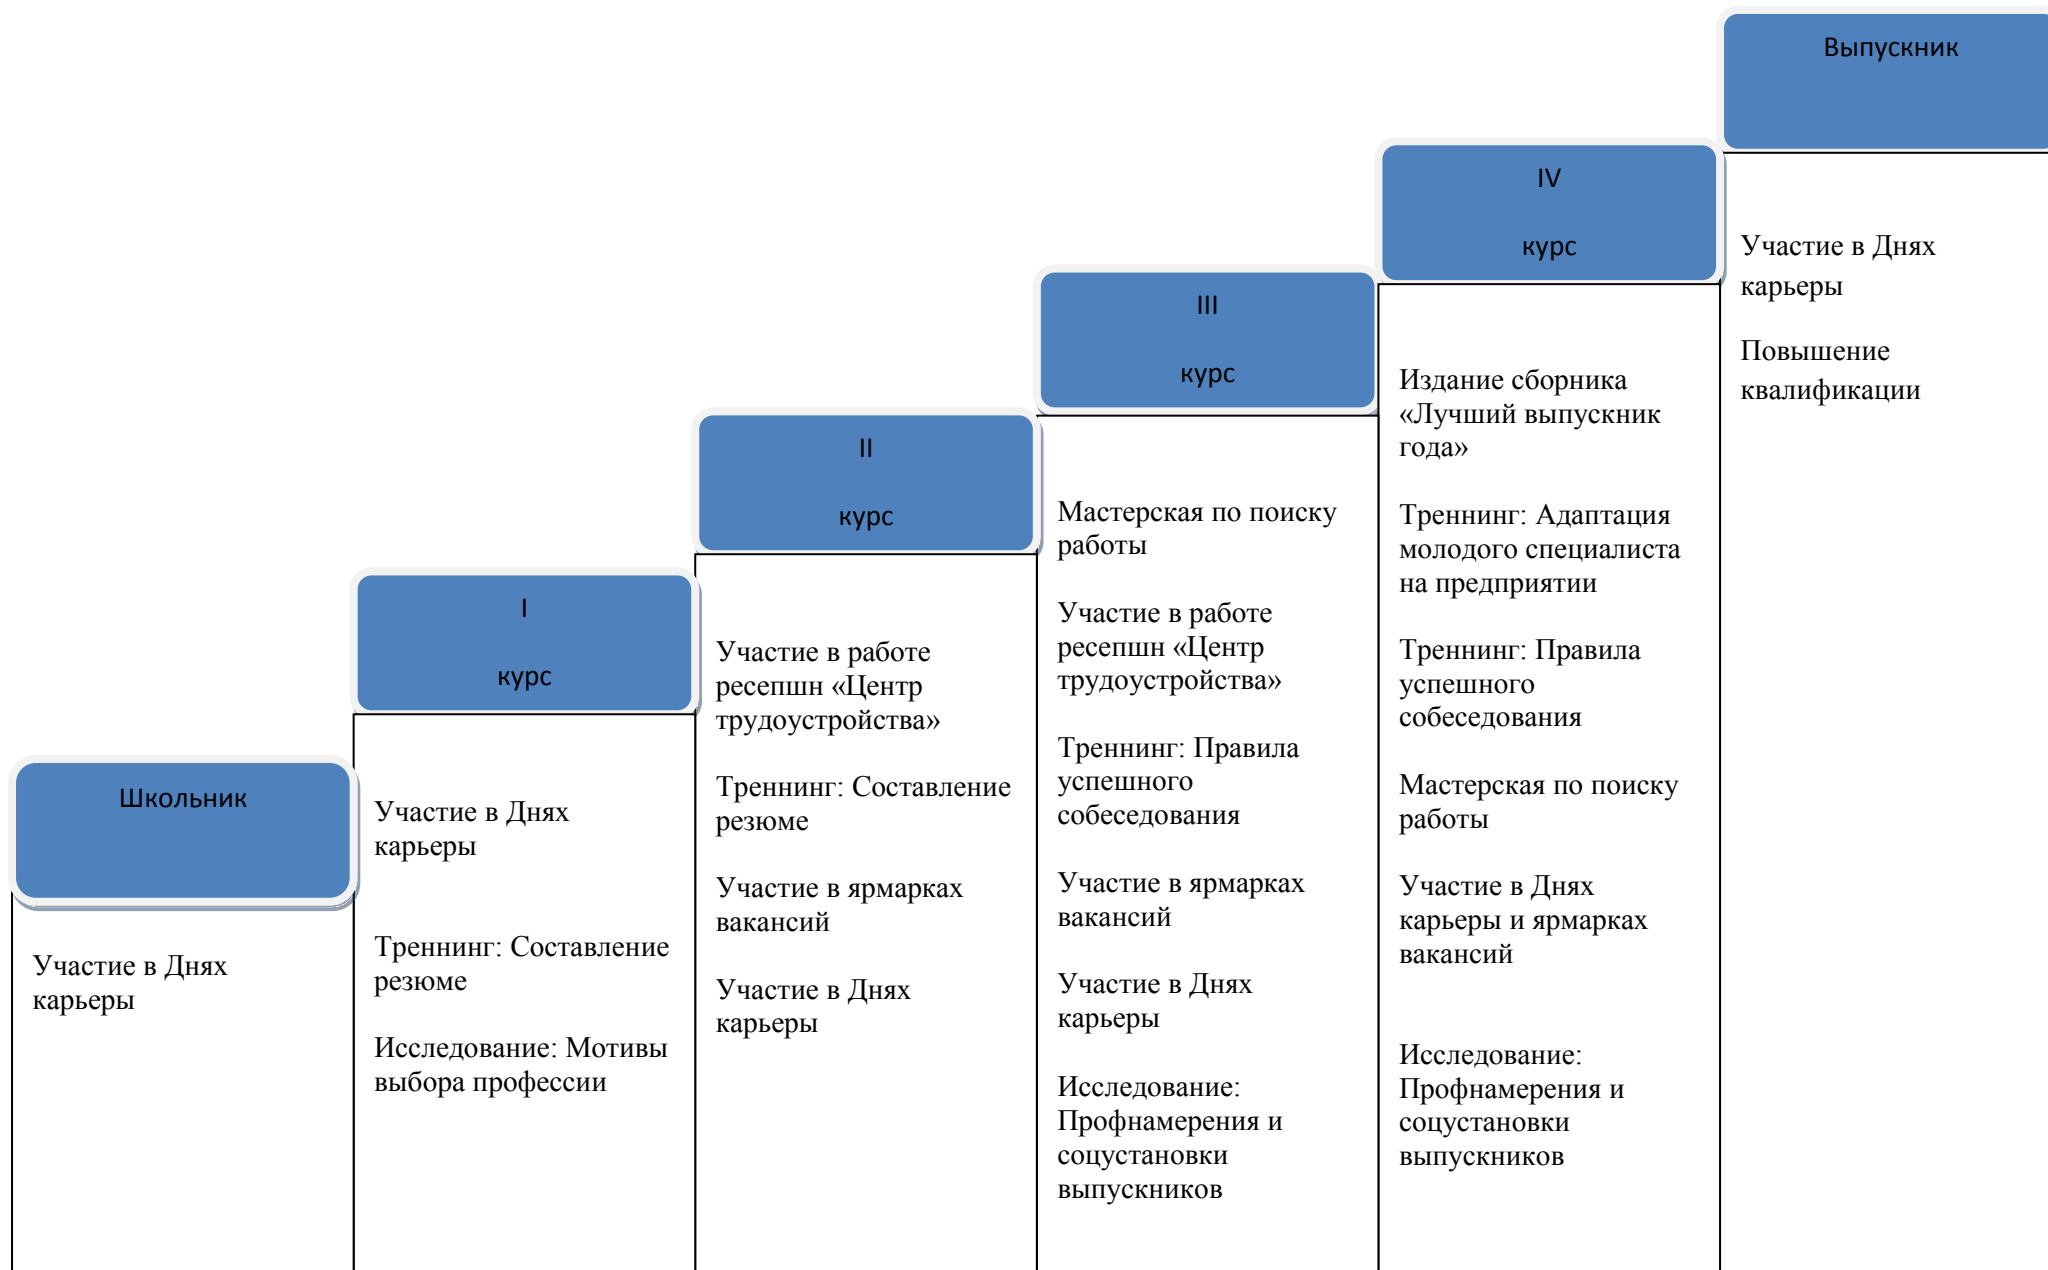 Школьник
Участие в Днях
карьеры
I
курс
Участие в Днях
карьеры
Треннинг: Составление
резюме
Исследование: Мотивы
выбора профессии
II
курс
Участие в работе
ресепшн «Центр
трудоустройства»
Треннинг: Составление
резюме
Участие в ярмарках
вакансий
Участие в Днях
карьеры
III
курс
Мастерская по поиску
работы
Участие в работе
ресепшн «Центр
трудоустройства»
Треннинг: Правила
успешного
собеседования
Участие в ярмарках
вакансий
Участие в Днях
карьеры
Исследование:
Профнамерения и
соцустановки
выпускников
IV
курс
Издание сборника
«Лучший выпускник
года»
Треннинг: Адаптация
молодого специалиста
на предприятии
Треннинг: Правила
успешного
собеседования
Мастерская по поиску
работы
Участие в Днях
карьеры и ярмарках
вакансий
Исследование:
Профнамерения и
соцустановки
выпускников
Выпускник
Участие в Днях
карьеры
Повышение
квалификации